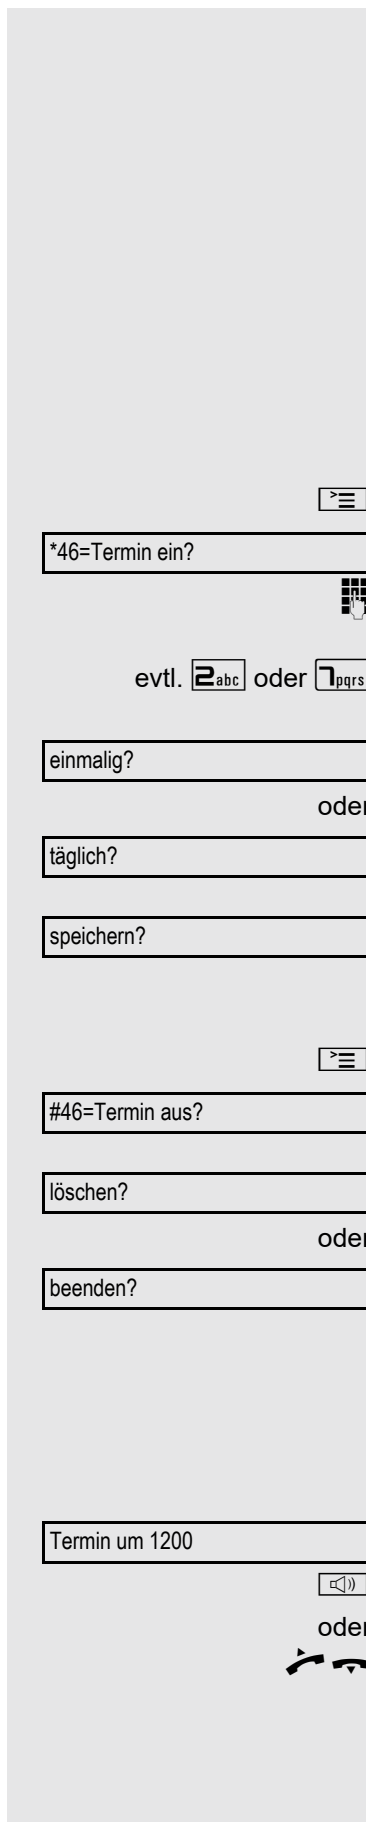 *46=Termin ein?
evtl. 2abc oder 7pqrs
einmalig?
oder
täglich?
speichern?
#46=Termin aus?
löschen?
oder
beenden?
Termin um 1200
oder